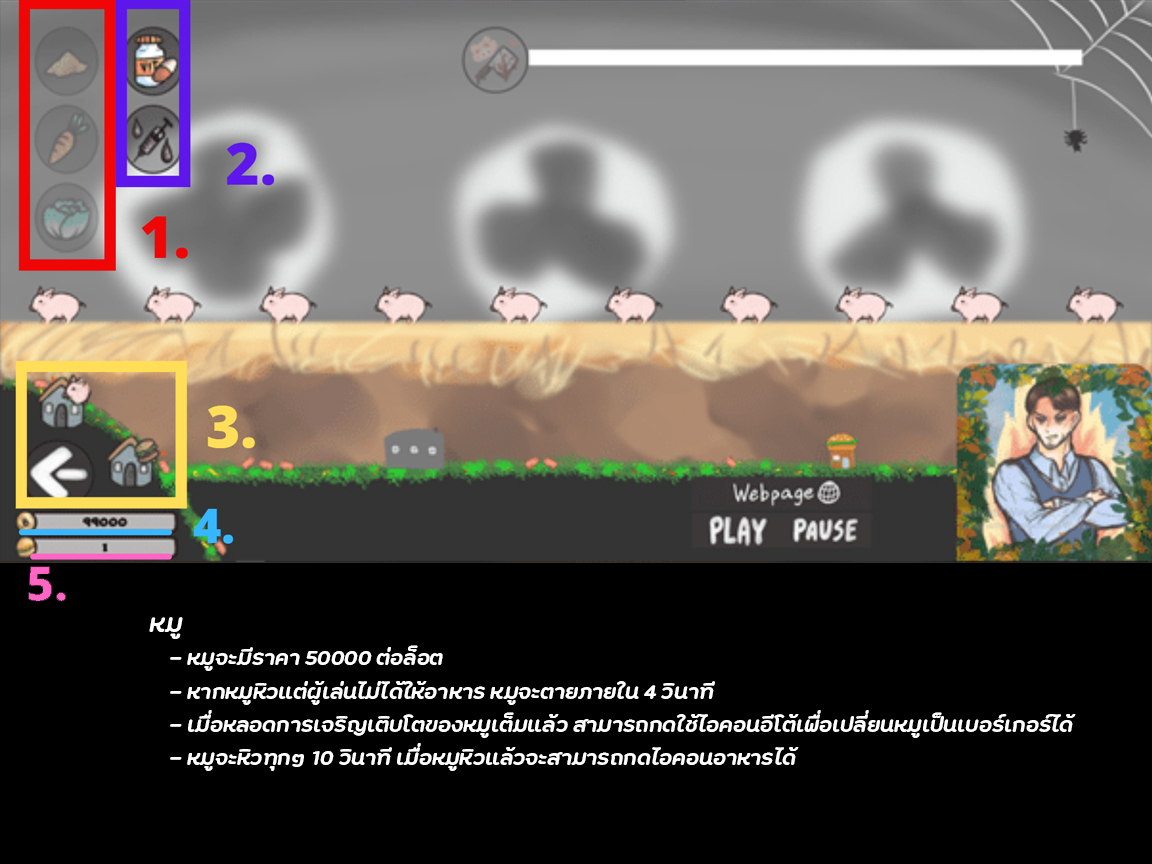 2.
1.
3.
Webpage
4.
99000
PLAY PAUSE
1
5.
หมู
- หมูจะมีราคา 50000 ต่อล็อต
- หากหมูหิวแต่ผู้เล่นไม่ได้ให้อาหาร หมูจะตายภายใน 4 วินาที
- เมื่อหลอดการเจริญเติบโตของหมูเต็มแล้ว สามารถกดใช้ไอคอนอีโต้เพื่อเปลี่ยนหมูเป็นเบอร์เกอร์ได้
- หมูจะหิวทุกๆ 10 วินาที เมื่อหมูหิวแล้วจะสามารถกดไอคอนอาหารได้